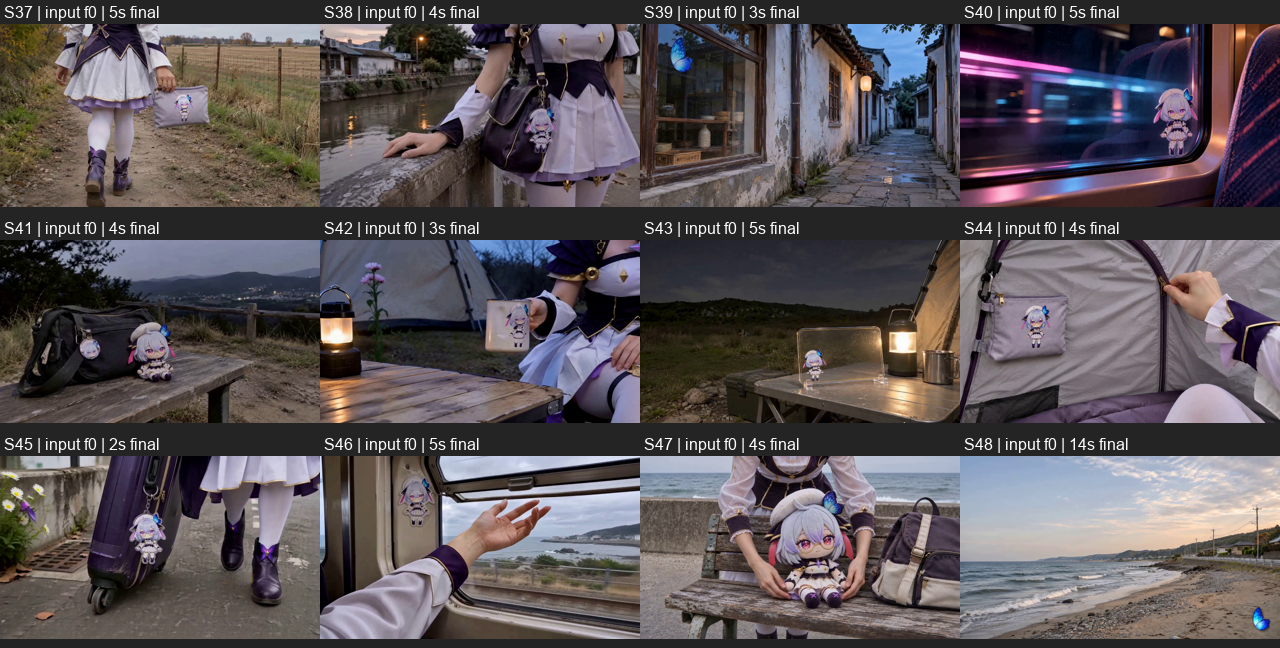 S37 | input f0 | 5s final
S38 | input f0 | 4s final
S39 | input f0 | 3s final
S40 | input f0 | 5s final
S41 | input f0 | 4s final
S42 | input f0 | 3s final
S43 | input f0 | 5s final
S44 | input f0 | 4s final
S45 | input f0 | 2s final
S46 | input f0 | 5s final
S47 | input f0 | 4s final
S48 | input f0 | 14s final